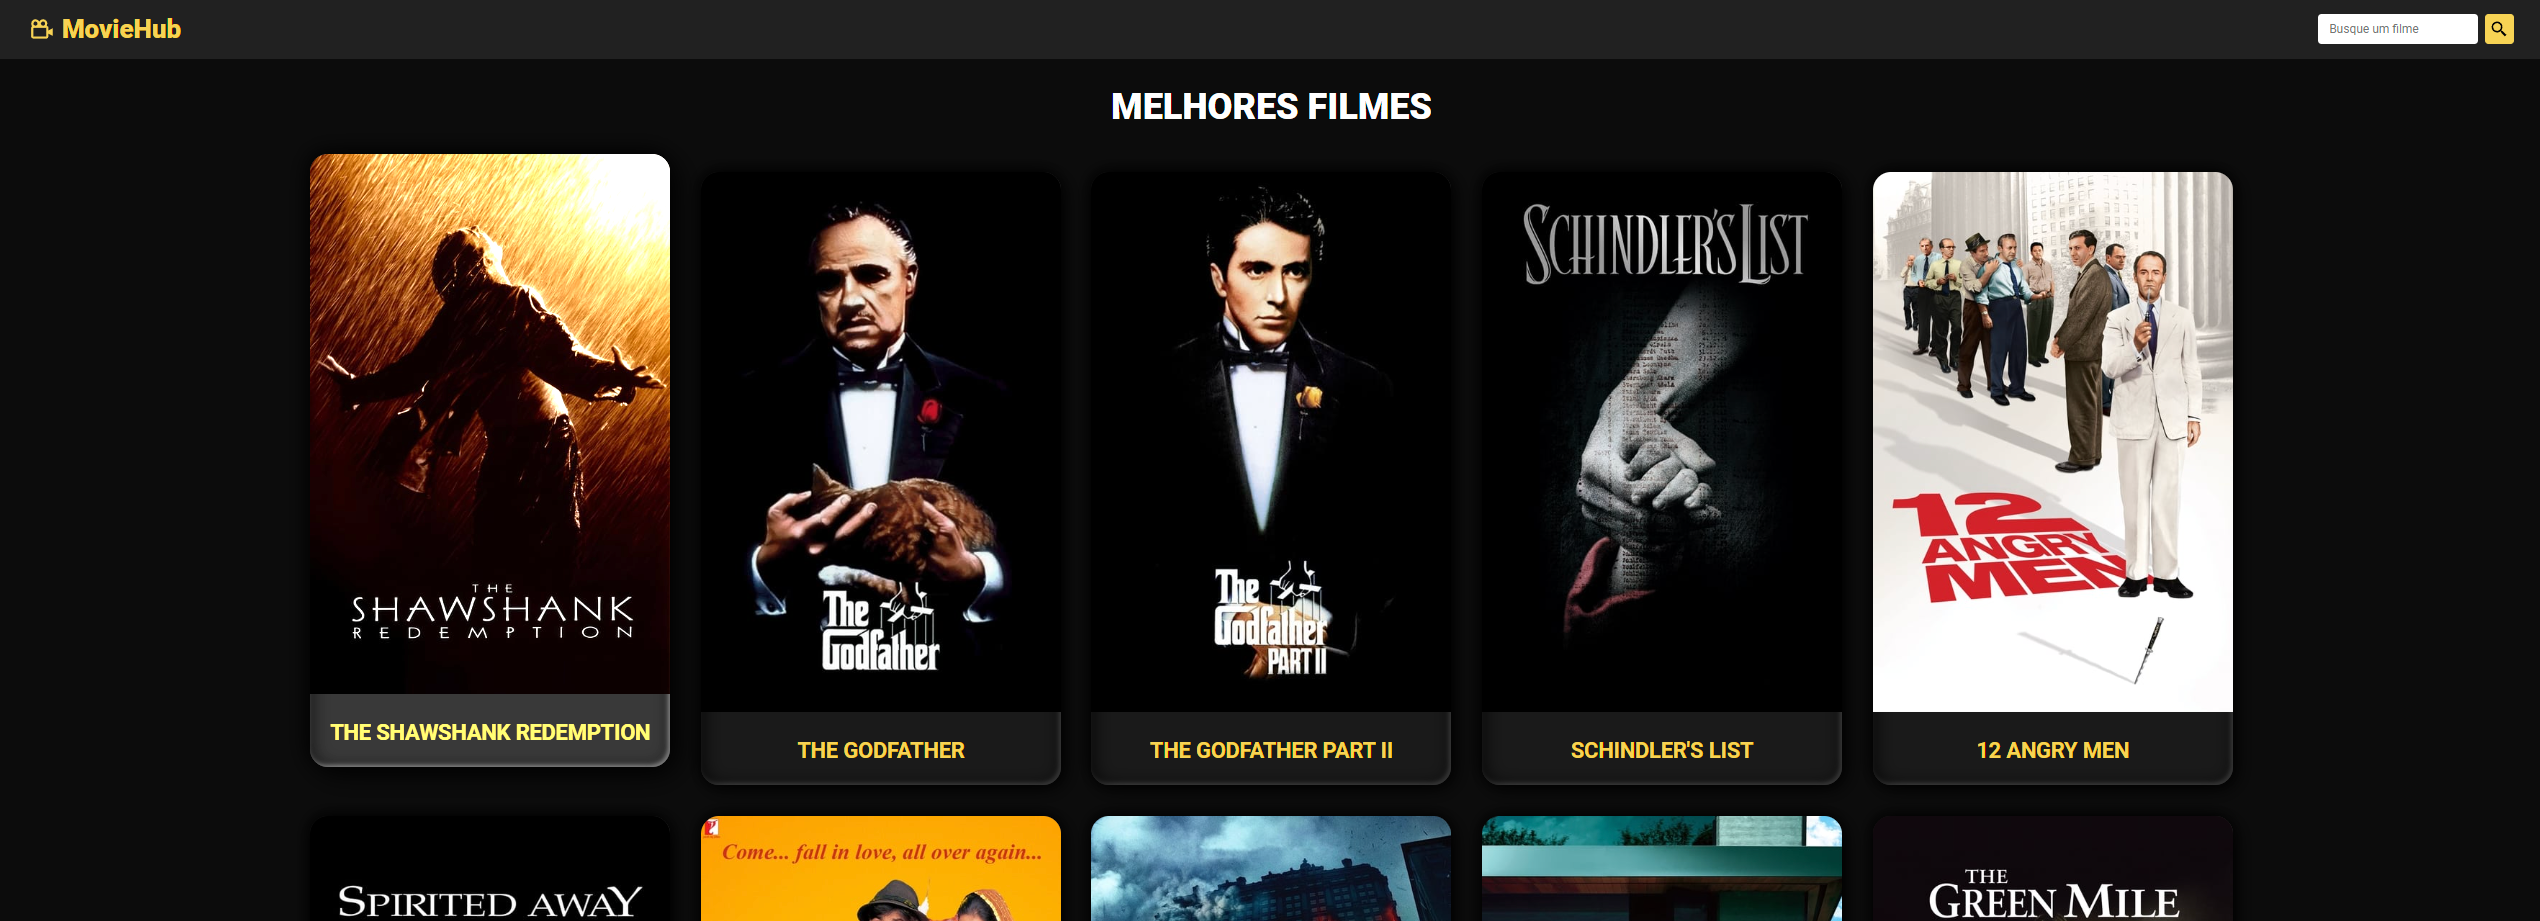 MovieHub
Busque um filme
MELHORES FILMES
THE
SHAWSHANK
REDEMPTION
THE SHAWSHANK REDEMPTION
The
Godfather
THE GODFATHER
The
Godfather
PART II
THE GODFATHER PART II
SCHINDLER'S LIST
SCHINDLER'S LIST
12
ANGRY
MEN
12 ANGRY MEN
SPIRITED AWAY
Come... fall in love, all over again...
THE
GREEN MILE